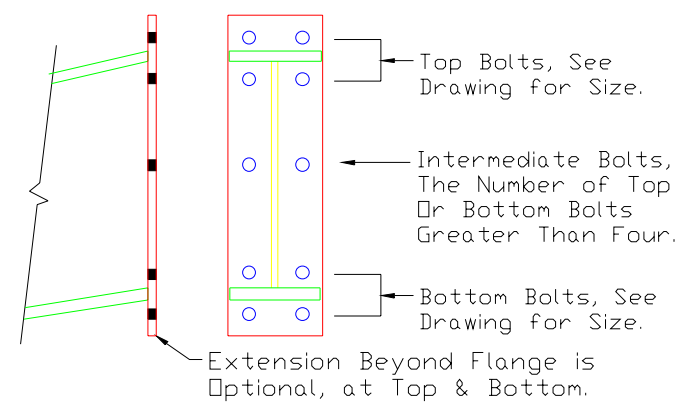 Top Bolts, See
Drawing for Size.
Intermediate Bolts,
The Number of Top
Or Bottom Bolts
Greater Than Four.
Bottom Bolts, See
Drawing for Size.
Extension Beyond Flange is
Optional, at Top & Bottom.